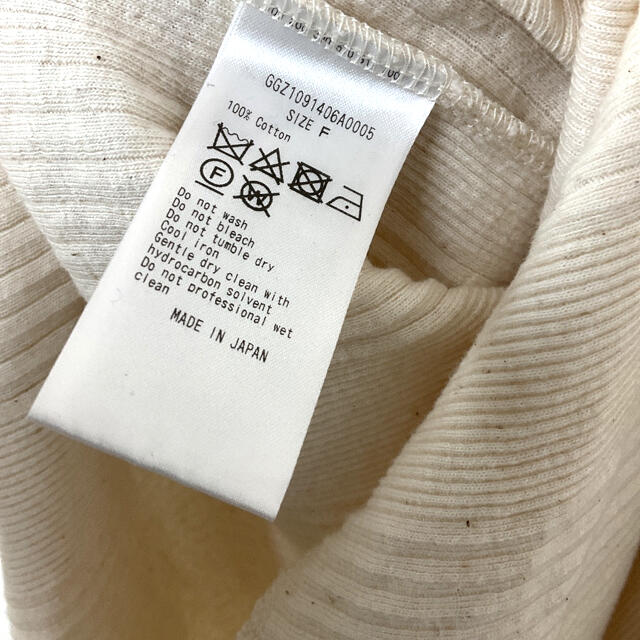 GGZ1091406A0005
SIZE F
100% Cotton
F
W
Do not wash
Do not bleach
Do not tumble dry
Cool iron
Gentle dry clean with
hydrocarbon solvent
Do not professional wet
clean
MADE IN JAPAN